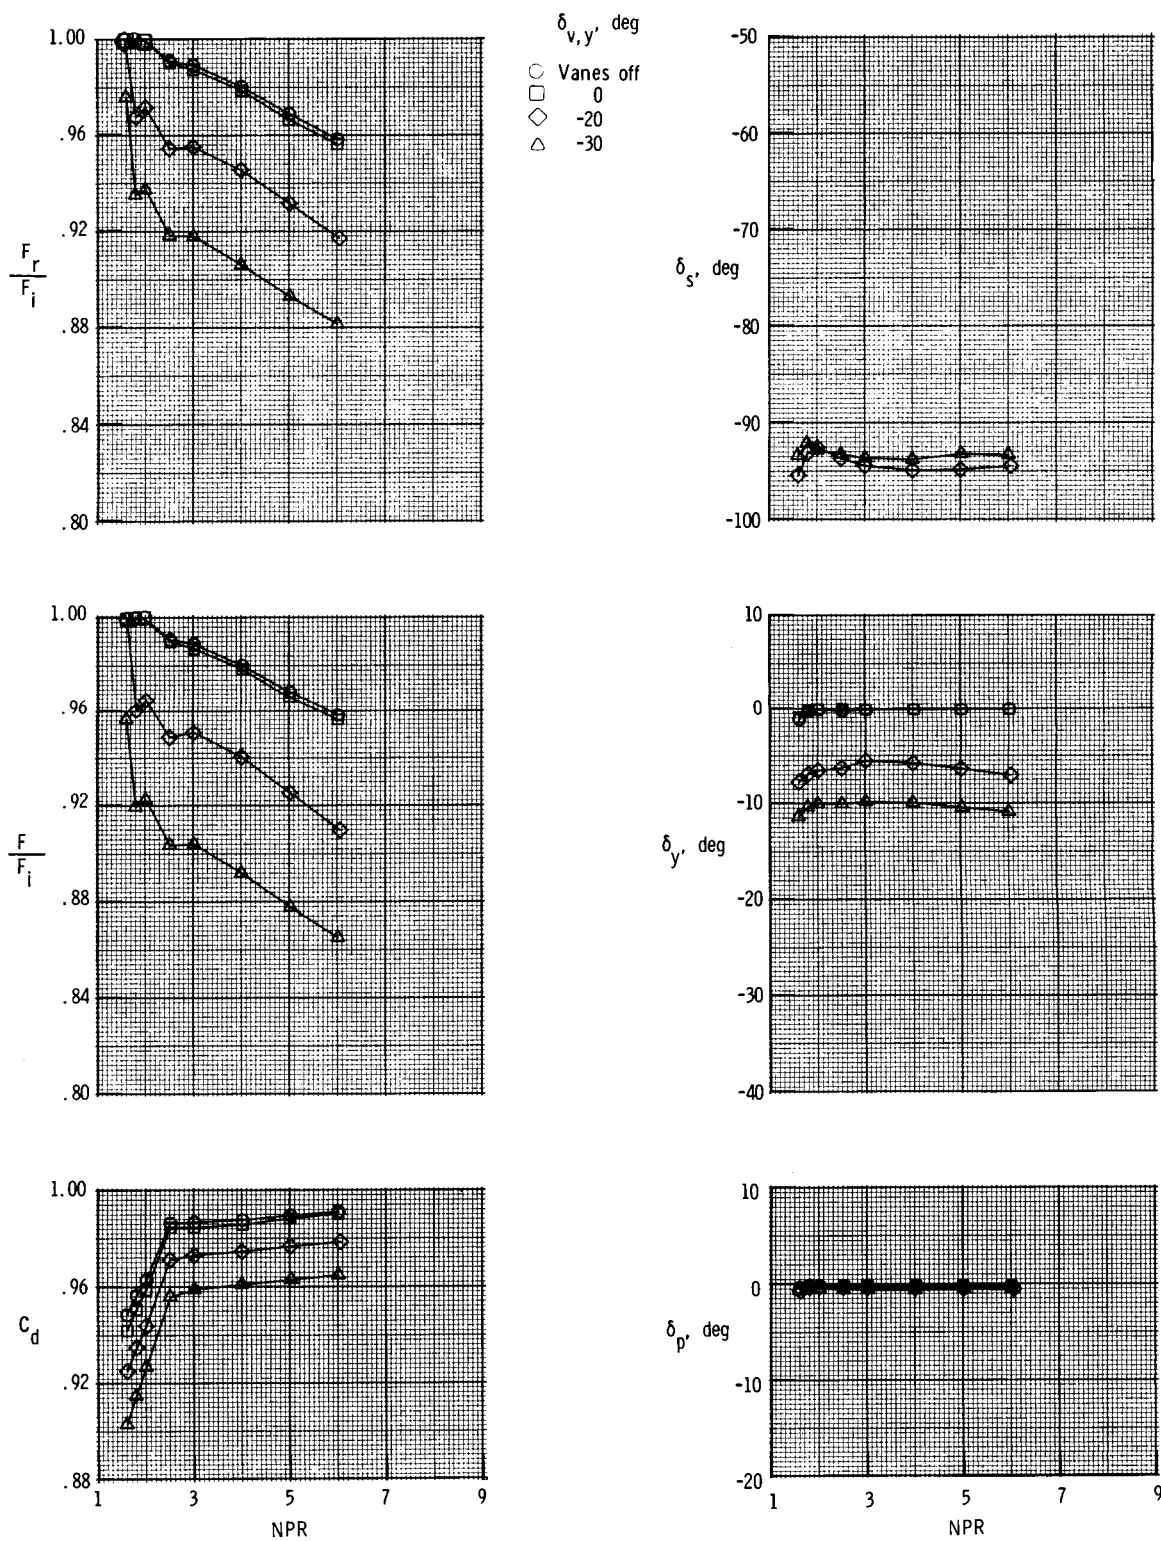 δv,y, deg
Vanes off
0
-20
-30
1.00
.96
.92
.88
.84
.80
Fr
Fi
-50
-60
-70
-80
-90
-100
δs, deg
1.00
.96
.92
.88
.84
.80
F
Fi
10
0
-10
-20
-30
-40
δy, deg
1.00
.96
.92
.88
Cd
1 3 5 7 9
NPR
10
0
-10
-20
δp, deg
1 3 5 7 9
NPR